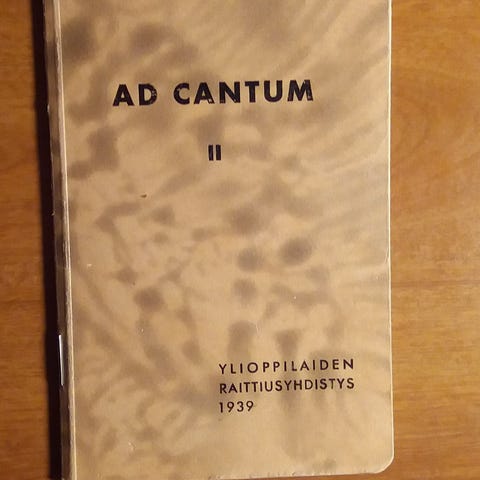 AD CANTUM
II
YLIOPPILAIDEN
RAITTIUSYHDISTYS
1939